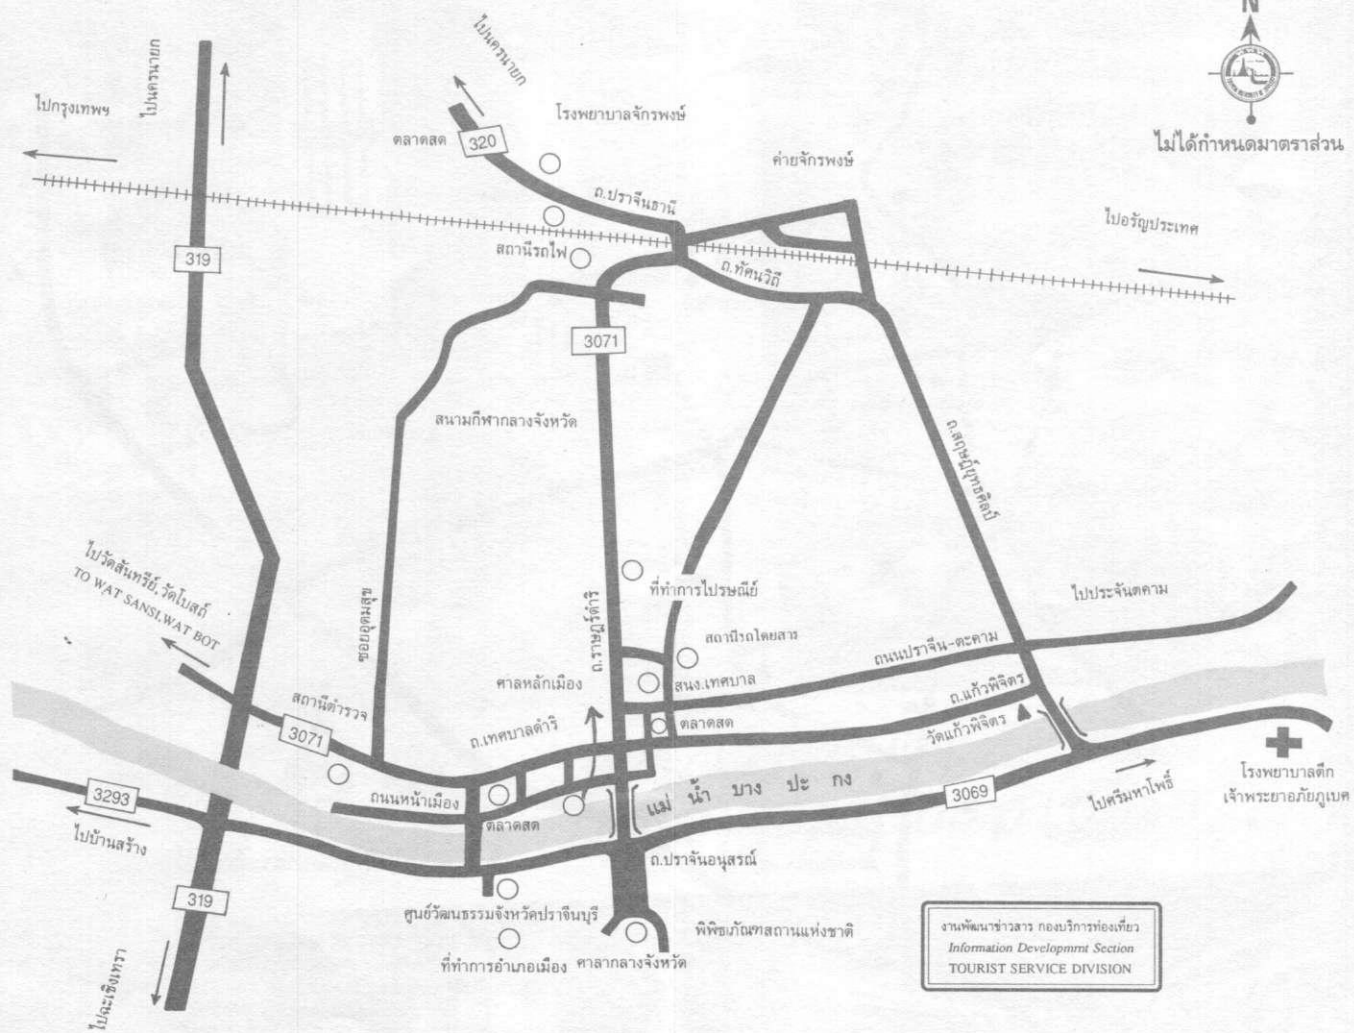 N
ไม่ได้กำหนดมาตราส่วน
ไปนครนายก
ไปกรุงเทพฯ
ไปนครนายก
ตลาดสด
320
โรงพยาบาลจักรพงษ์
ค่ายจักรพงษ์
ถ.ปราจีนธานี
ไปอรัญประเทศ
319
สถานีรถไฟ
ถ.ทัศนวิถี
3071
สนามกีฬากลางจังหวัด
ถ.สฤษฎ์ยุทธศิลป์
ไปวัดสันทรีย์,วัดโบสถ์
TO WAT SANSI,WAT BOT
ซอยอุดมสุข
ถ.ราษฎร์ดำริ
ที่ทำการไปรษณีย์
สถานีรถโดยสาร
ไปประจันตคาม
ถนนปราจีน-ตะคาม
ศาลหลักเมือง
สนง.เทศบาล
ถ.แก้วพิจิตร
สถานีตำรวจ
3071
ถ.เทศบาลดำริ
ตลาดสด
วัดแก้วพิจิตร
3293
ถนนหน้าเมือง
ตลาดสด
แม่ น้ำ บาง ปะ กง
3069
ไปศรีมหาโพธิ์
โรงพยาบาลตึก
เจ้าพระยาอภัยภูเบศ
ไปบ้านสร้าง
ถ.ปราจีนอนุสรณ์
319
ศูนย์วัฒนธรรมจังหวัดปราจีนบุรี
พิพิธภัณฑสถานแห่งชาติ
ที่ทำการอำเภอเมือง
ศาลากลางจังหวัด
ไปฉะเชิงเทรา
งานพัฒนาข่าวสาร กองบริการท่องเที่ยว
Information Developmrnt Section
TOURIST SERVICE DIVISION